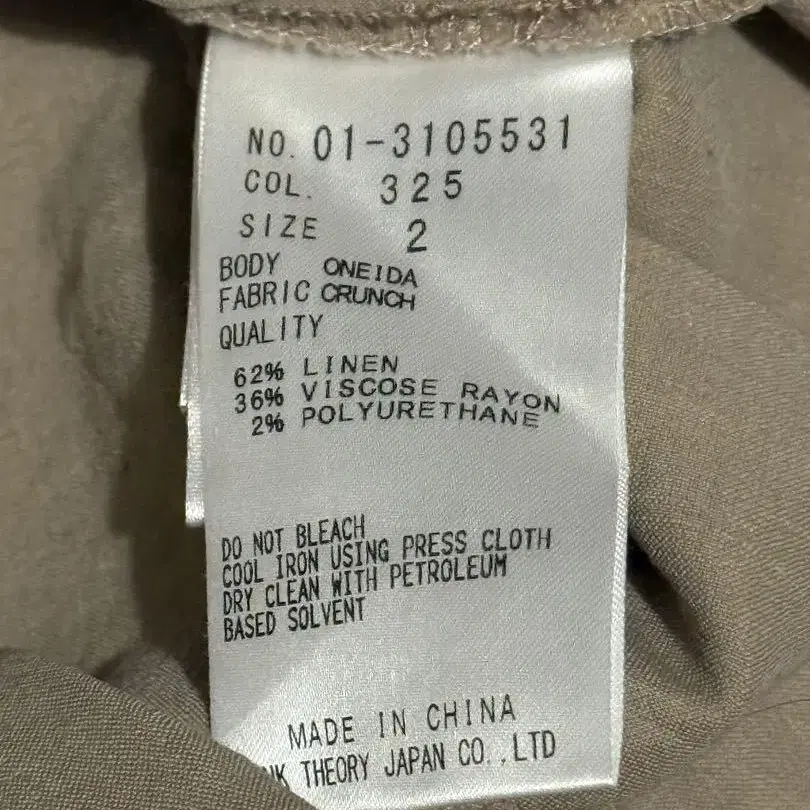 NO. 01-3105531
COL. 325
SIZE 2
BODY ONEIDA
FABRIC CRUNCH
QUALITY
62% LINEN
36% VISCOSE RAYON
2% POLYURETHANE
DO NOT BLEACH
COOL IRON USING PRESS CLOTH
DRY CLEAN WITH PETROLEUM
BASED SOLVENT
MADE IN CHINA
THEORY JAPAN CO.,LTD